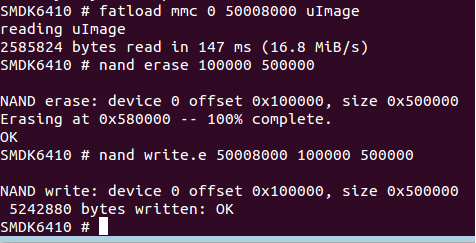 SMDK6410 # fatload mmc 0 50008000 uImage
reading uImage
2585824 bytes read in 147 ms (16.8 MiB/s)
SMDK6410 # nand erase 100000 500000

NAND erase: device 0 offset 0x100000, size 0x500000
Erasing at 0x580000 -- 100% complete.
OK
SMDK6410 # nand write.e 50008000 100000 500000

NAND write: device 0 offset 0x100000, size 0x500000
 5242880 bytes written: OK
SMDK6410 #